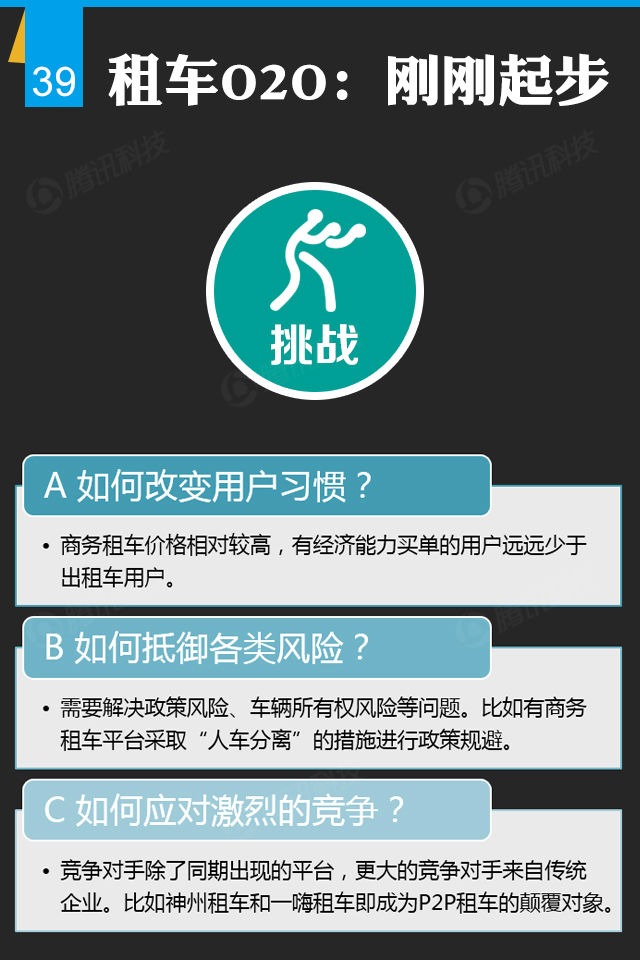 39
租车O2O：刚刚起步
腾讯科技
腾讯科技
挑战
A 如何改变用户习惯？
• 商务租车价格相对较高，有经济能力买单的用户远远少于
出租车用户。
B 如何抵御各类风险？
• 需要解决政策风险、车辆所有权风险等问题。比如有商务
租车平台采取“人车分离”的措施进行政策规避。
C 如何应对激烈的竞争？
• 竞争对手除了同期出现的平台，更大的竞争对手来自传统
企业。比如神州租车和一嗨租车即成为P2P租车的颠覆对象。